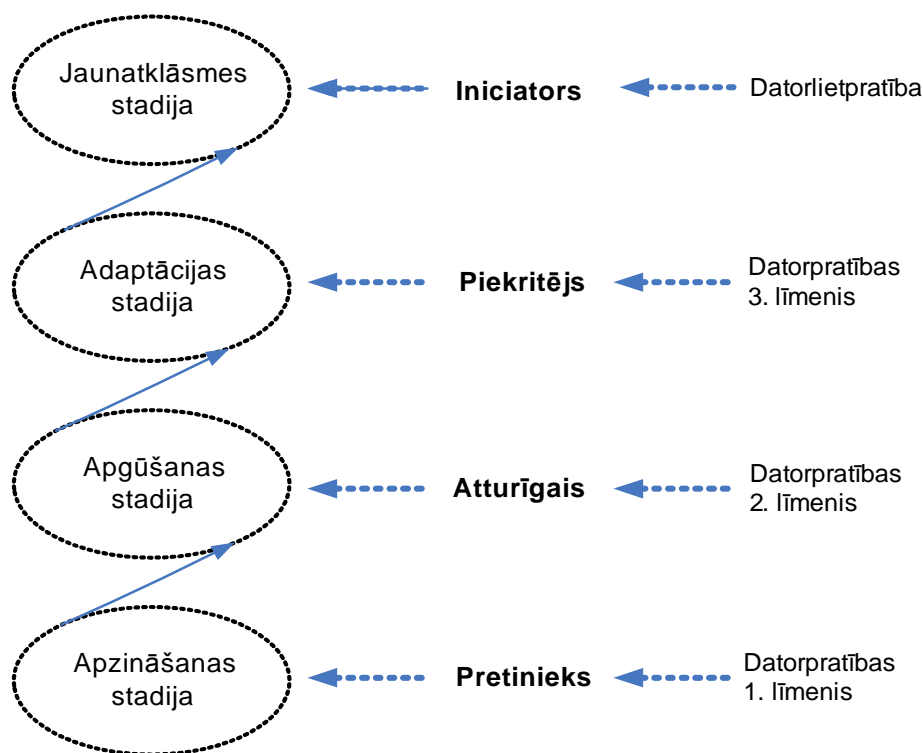 Jaunatklāsmes
stadija
Iniciators
Datorlietpratība
Adaptācijas
stadija
Piekritējs
Datorpratības
3. līmenis
Apgūšanas
stadija
Atturīgais
Datorpratības
2. līmenis
Apzināšanas
stadija
Pretinieks
Datorpratības
1. līmenis